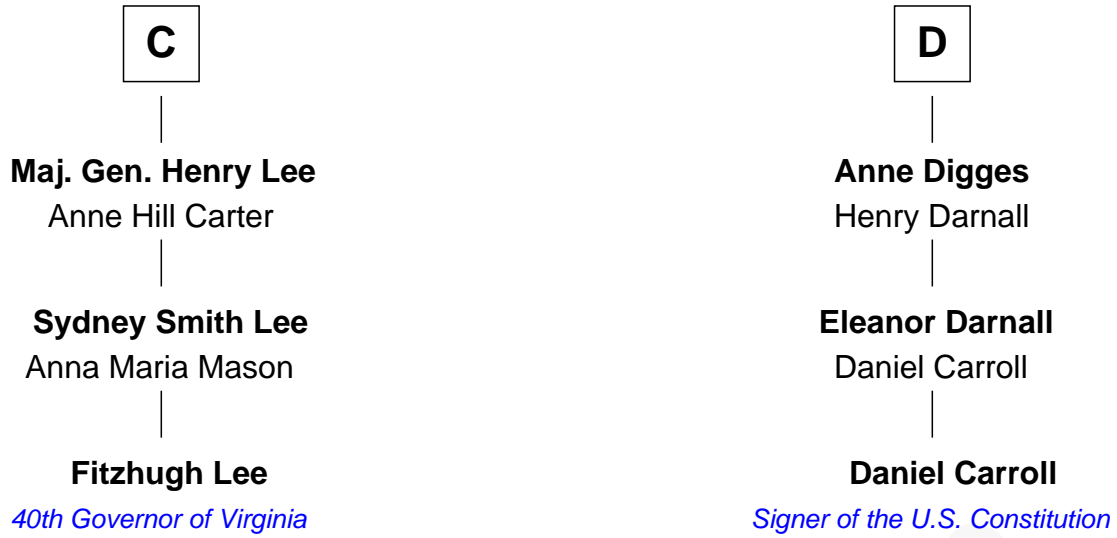 C
Maj. Gen. Henry Lee
Anne Hill Carter
Sydney Smith Lee
Anna Maria Mason
Fitzhugh Lee
40th Governor of Virginia
D
Anne Digges
Henry Darnall
Eleanor Darnall
Daniel Carroll
Daniel Carroll
Signer of the U.S. Constitution